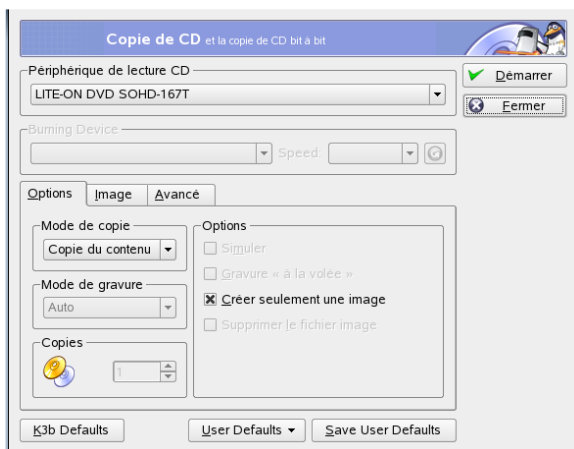 Copie de CD et la copie de CD bit à bit
Périphérique de lecture CD
LITE-ON DVD SOHD-167T
Démarrer
Fermer
Burning Device
Speed:
Options Image Avancé
Mode de copie
Copie du contenu
Mode de gravure
Auto
Copies
1
Options
Simuler
Gravure « à la volée »
Créer seulement une image
Supprimer le fichier image
K3b Defaults User Defaults Save User Defaults